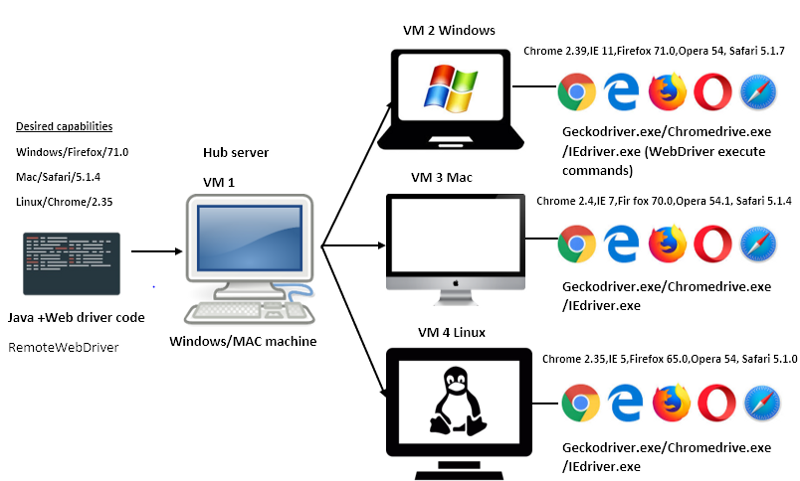 Desired capabilities
Windows/Firefox/71.0
Mac/Safari/5.1.4
Linux/Chrome/2.35
Java +Web driver code
RemoteWebDriver
Hub server
VM 1
Windows/MAC machine
VM 2 Windows
Chrome 2.39,IE 11,Firefox 71.0,Opera 54, Safari 5.1.7
Geckodriver.exe/Chromedrive.exe
/IEdriver.exe (WebDriver execute
commands)
VM 3 Mac
Chrome 2.4,IE 7,Fir fox 70.0,Opera 54.1, Safari 5.1.4
Geckodriver.exe/Chromedrive.exe
/IEdriver.exe
VM 4 Linux
Chrome 2.35,IE 5,Firefox 65.0,Opera 54, Safari 5.1.0
Geckodriver.exe/Chromedrive.exe
/IEdriver.exe